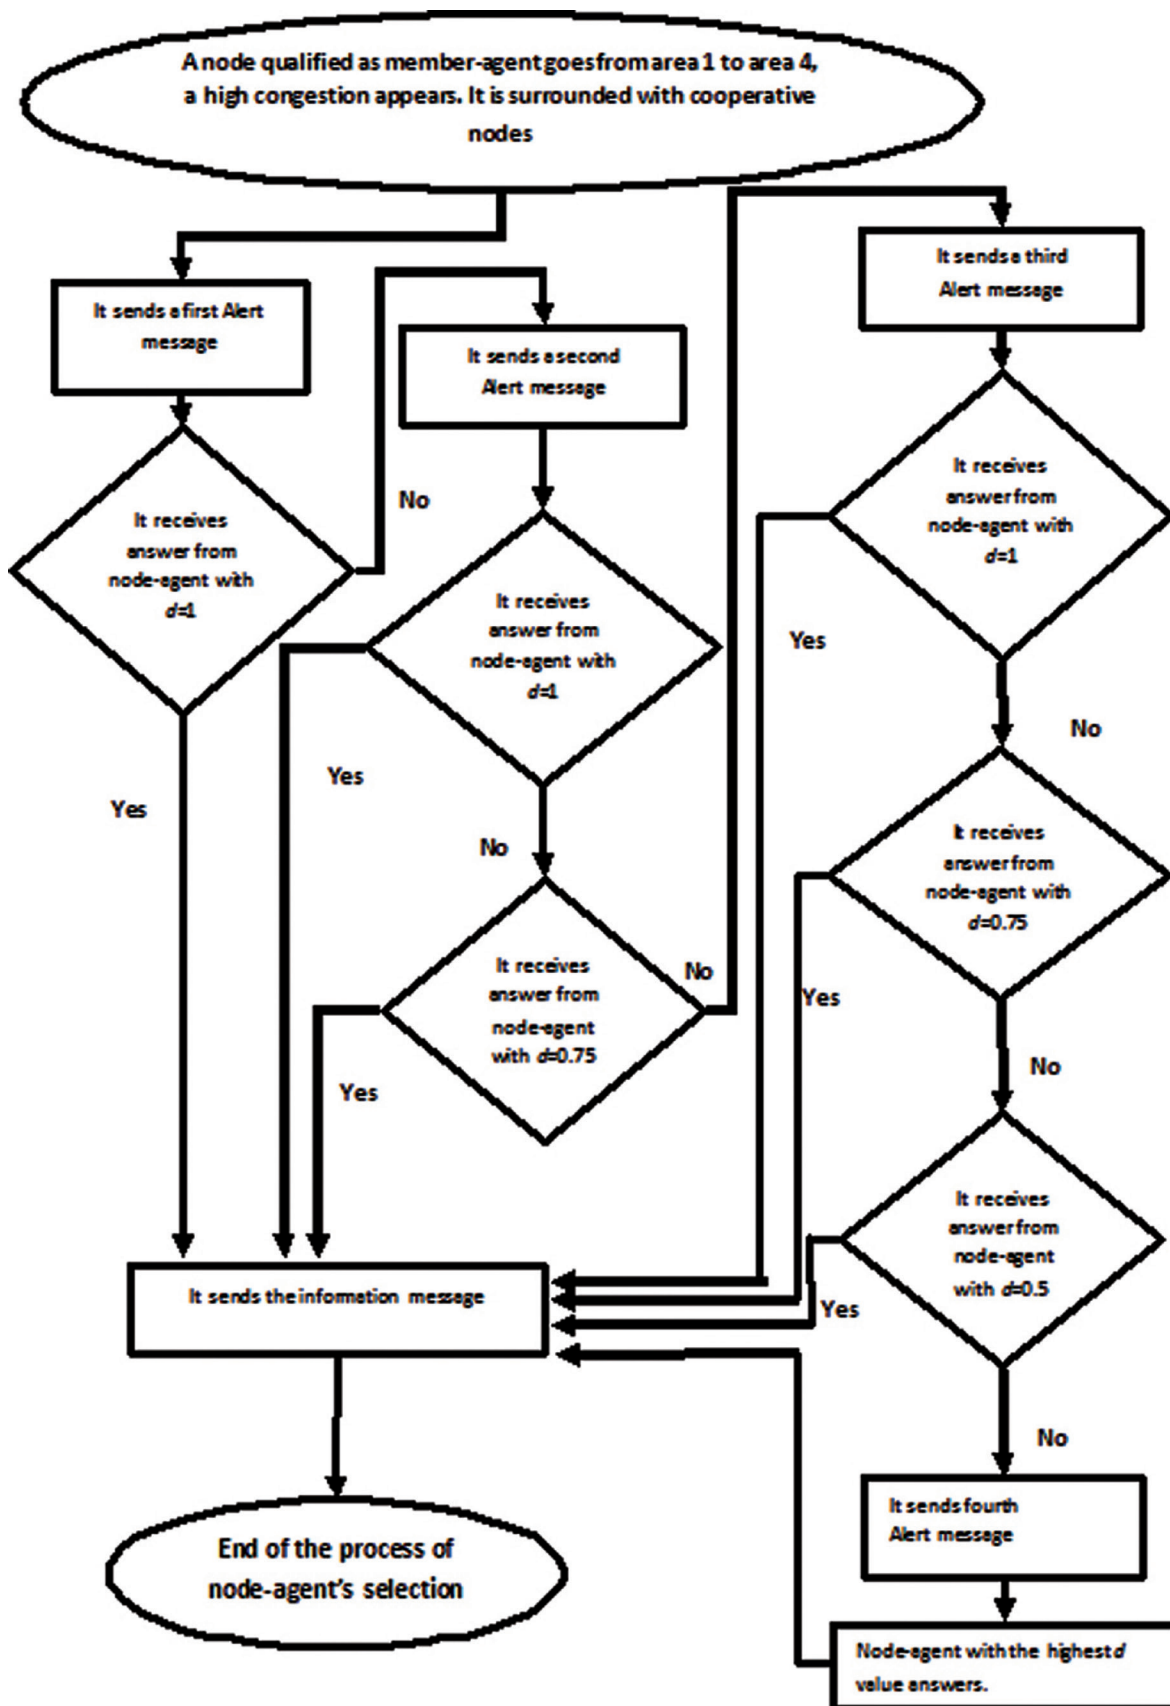 A node qualified as member-agent goes from area 1 to area 4,
a high congestion appears. It is surrounded with cooperative
nodes
It sends a first Alert
message
It receives
answer from
node-agent with
d=1
Yes
No
It sends a second
Alert message
It receives
answer from
node-agent with
d=1
Yes
No
It receives
answer from
node-agent
with d=0.75
Yes
No
It sends a third
Alert message
It receives
answer from
node-agent with
d=1
Yes
No
It receives
answer from
node-agent with
d=0.75
Yes
No
It receives
answer from
node-agent
with d=0.5
Yes
No
It sends fourth
Alert message
Node-agent with the highest d
value answers.
It sends the information message
End of the process of
node-agent's selection